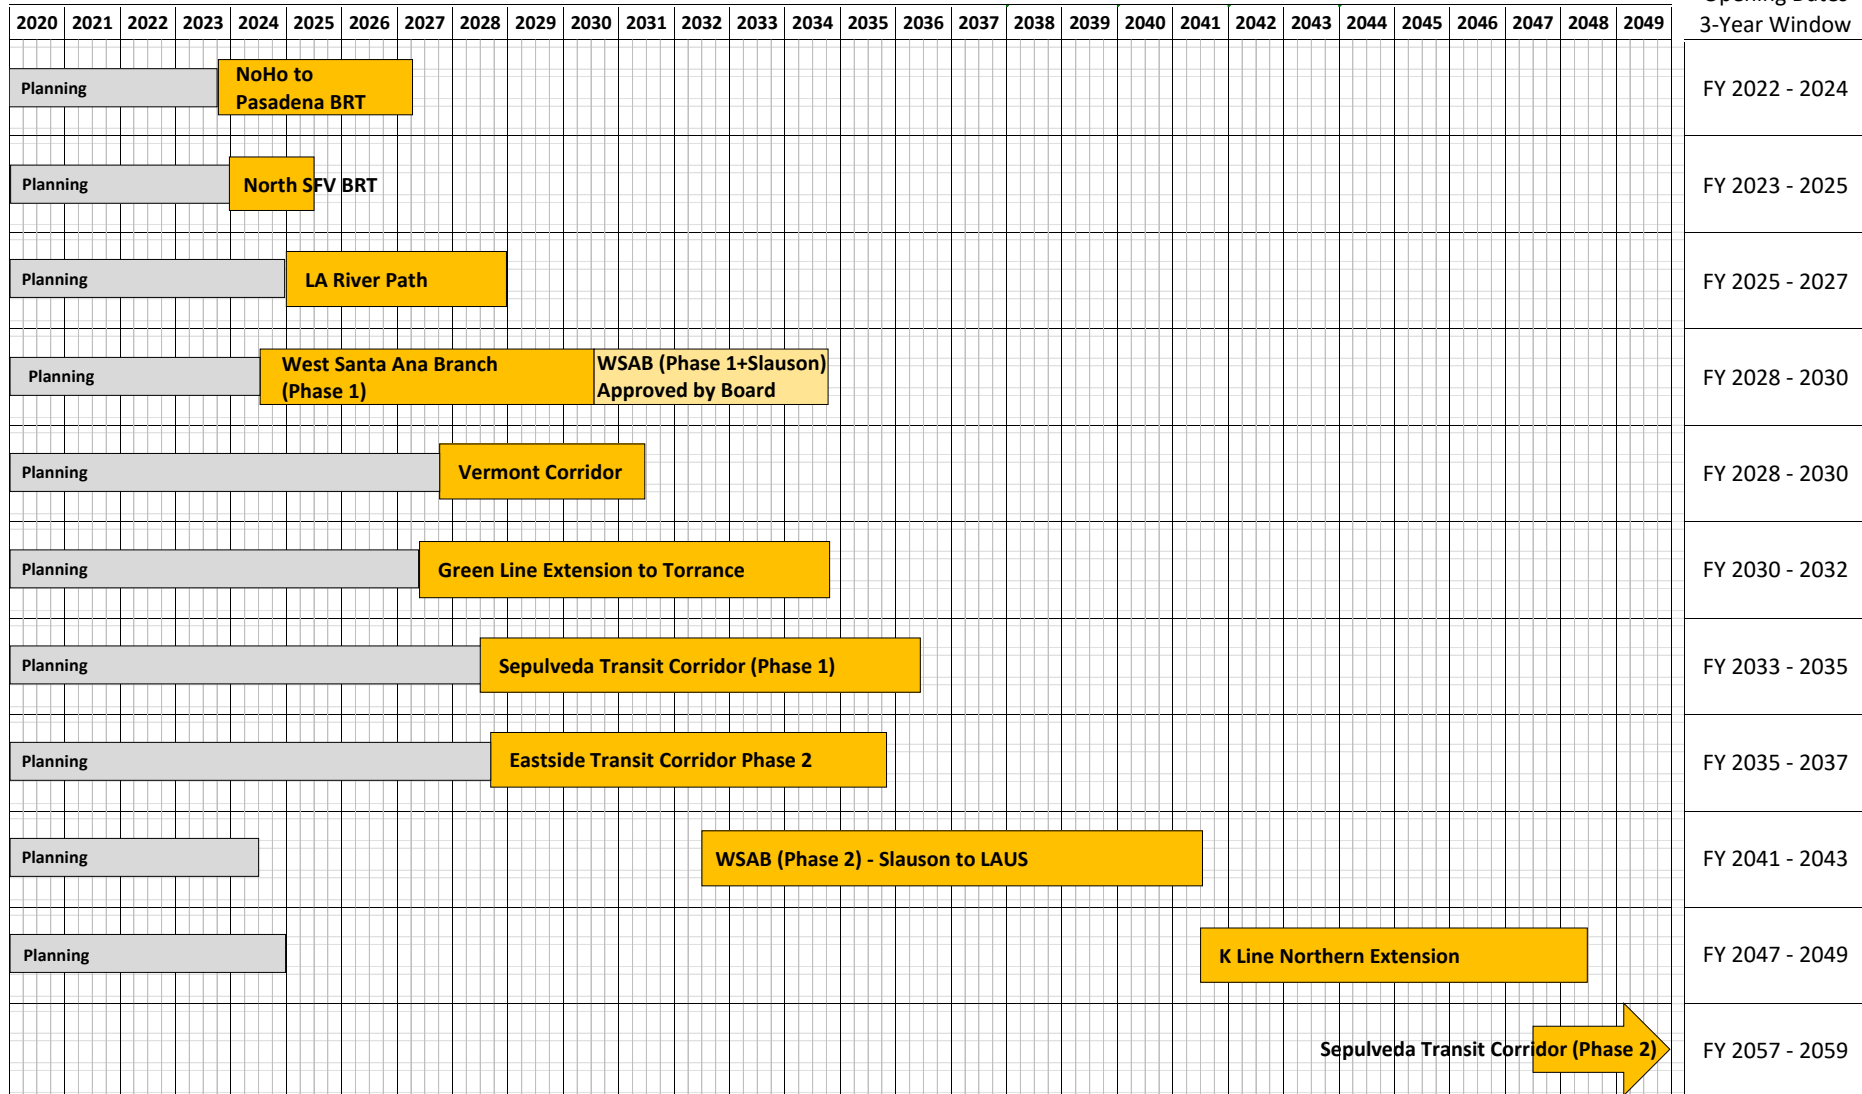 Opening Dates
2020 2021 2022 2023 2024 2025 2026 2027 2028 2029 2030 2031 2032 2033 2034 2035 2036 2037 2038 2039 2040 2041 2042 2043 2044 2045 2046 2047 2048 2049 3-Year Window
Planning
NoHo to
Pasadena BRT
FY 2022 - 2024
Planning
North SFV BRT
FY 2023 - 2025
Planning
LA River Path
FY 2025 - 2027
Planning
West Santa Ana Branch
(Phase 1)
WSAB (Phase 1+Slauson)
Approved by Board
FY 2028 - 2030
Planning
Vermont Corridor
FY 2028 - 2030
Planning
Green Line Extension to Torrance
FY 2030 - 2032
Planning
Sepulveda Transit Corridor (Phase 1)
FY 2033 - 2035
Planning
Eastside Transit Corridor Phase 2
FY 2035 - 2037
Planning
WSAB (Phase 2) - Slauson to LAUS
FY 2041 - 2043
Planning
K Line Northern Extension
FY 2047 - 2049
Sepulveda Transit Corridor (Phase 2)
FY 2057 - 2059